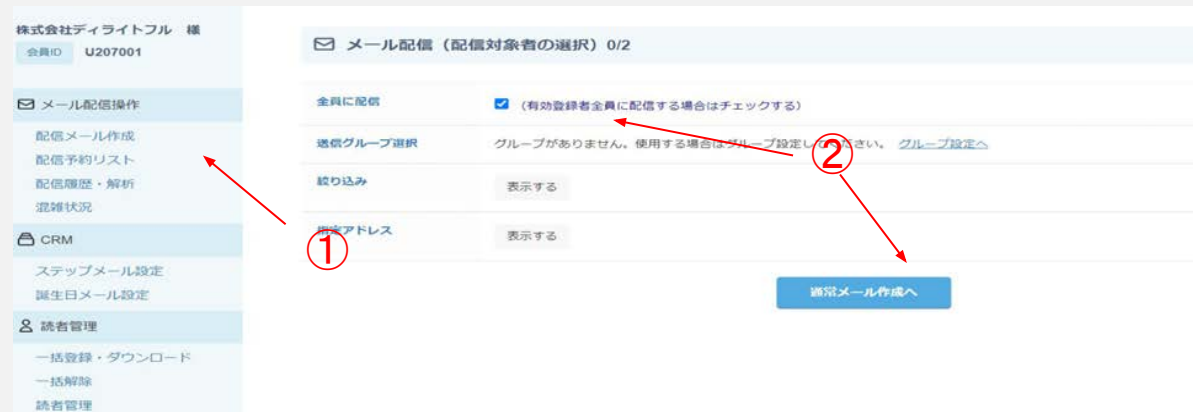 株式会社ディライトフル 様
会員ID U207001
メール配信操作
配信メール作成
配信予約リスト
配信履歴・解析
混雑状況
CRM
ステップメール設定
誕生日メール設定
読者管理
一括登録・ダウンロード
一括解除
読者管理
メール配信（配信対象者の選択）0/2
全員に配信 (有効登録者全員に配信する場合はチェックする)
送信グループ選択 グループがありません。使用する場合はグループ設定してください。 グループ設定へ
絞り込み 表示する
指定アドレス 表示する
通常メール作成へ
①
②